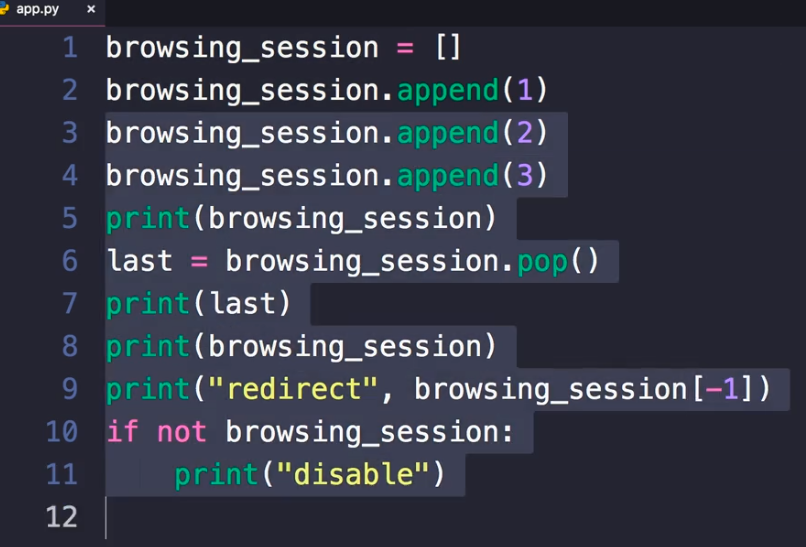 app.py ×
1 browsing_session = []
2 browsing_session.append(1)
3 browsing_session.append(2)
4 browsing_session.append(3)
5 print(browsing_session)
6 last = browsing_session.pop()
7 print(last)
8 print(browsing_session)
9 print("redirect", browsing_session[-1])
10 if not browsing_session:
11     print("disable")
12